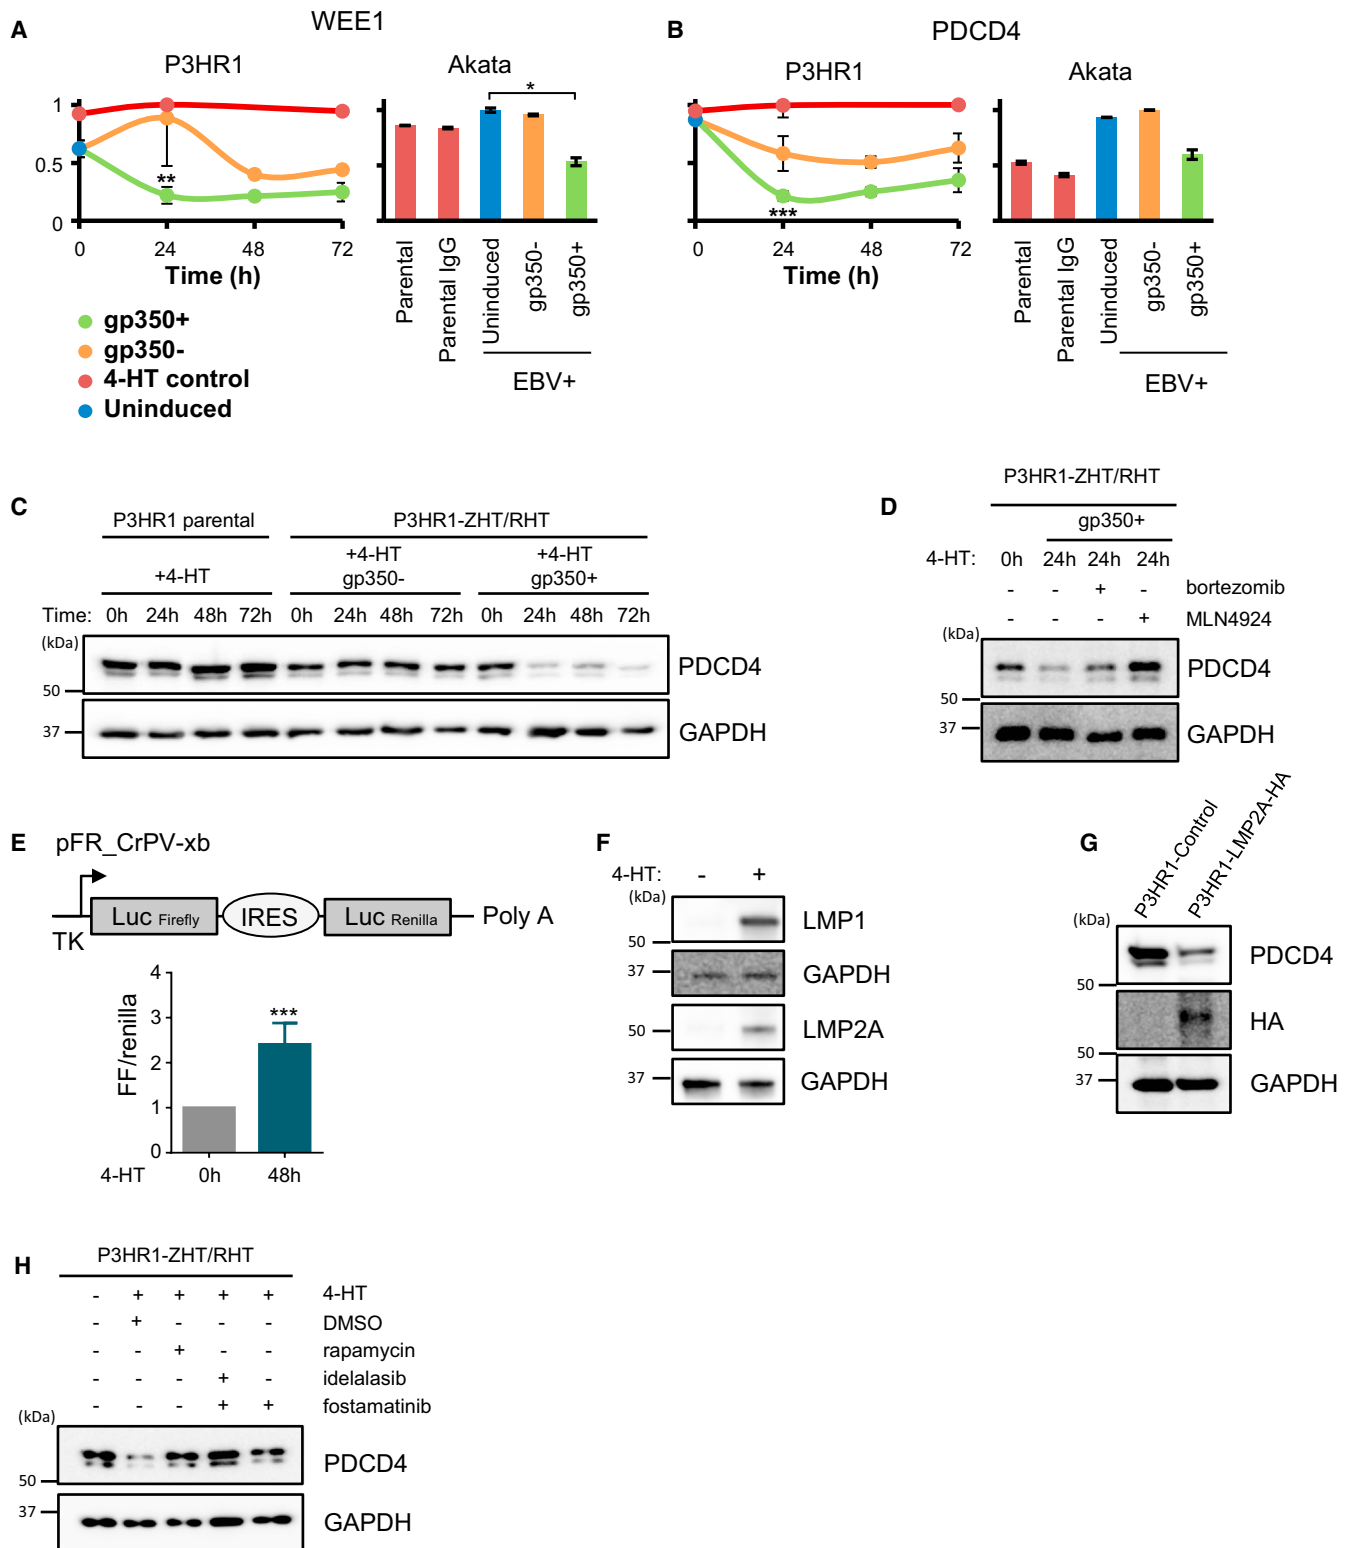 A
WEE1
P3HR1
Akata
1
0.5
0
**
*
0 24 48 72
Time (h)
Parental
Parental IgG
Uninduced
gp350-
gp350+
EBV+
gp350+
gp350-
4-HT control
Uninduced
B
PDCD4
P3HR1
Akata
1
0.5
0
***
0 24 48 72
Time (h)
Parental
Parental IgG
Uninduced
gp350-
gp350+
EBV+
C
P3HR1 parental P3HR1-ZHT/RHT
+4-HT
+4-HT
gp350-
+4-HT
gp350+
Time: 0h 24h 48h 72h 0h 24h 48h 72h 0h 24h 48h 72h
(kDa)
PDCD4
50
37
GAPDH
D
P3HR1-ZHT/RHT
gp350+
4-HT: 0h 24h 24h 24h
- - + - bortezomib
- - - + MLN4924
(kDa)
PDCD4
50
37
GAPDH
E
pFR_CrPV-xb
Luc Firefly IRES Luc Renilla Poly A
TK
FF/renilla
4
3
2
1
0
***
4-HT 0h 48h
F
4-HT: - +
(kDa)
LMP1
50
37
GAPDH
50
LMP2A
37
GAPDH
G
P3HR1-Control
P3HR1-LMP2A-HA
(kDa)
PDCD4
50
HA
50
37
GAPDH
H
P3HR1-ZHT/RHT
- + + + + 4-HT
- + - - - DMSO
- - + - - rapamycin
- - - + - idelalasib
- - - + + fostamatinib
(kDa)
PDCD4
50
37
GAPDH